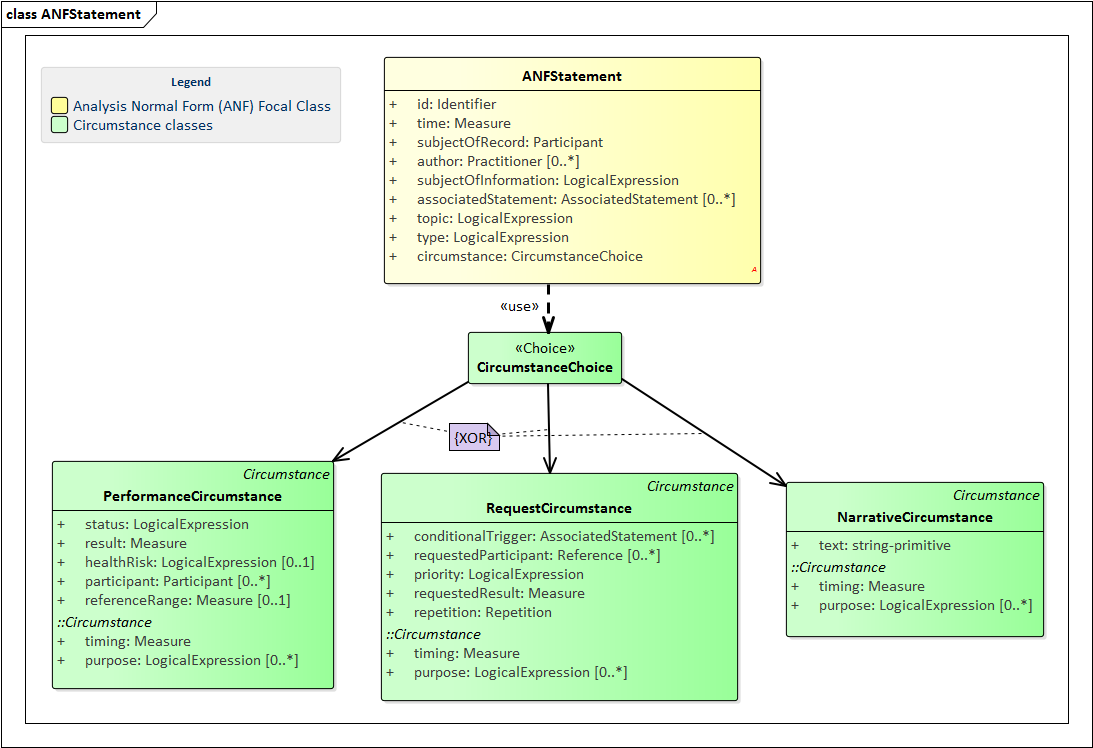 class ANFStatement
Legend
Analysis Normal Form (ANF) Focal Class
Circumstance classes
ANFStatement
+ id: Identifier
+ time: Measure
+ subjectOfRecord: Participant
+ author: Practitioner [0..*]
+ subjectOfInformation: LogicalExpression
+ associatedStatement: AssociatedStatement [0..*]
+ topic: LogicalExpression
+ type: LogicalExpression
+ circumstance: CircumstanceChoice
A
«use»
«Choice»
CircumstanceChoice
{XOR}
Circumstance
PerformanceCircumstance
+ status: LogicalExpression
+ result: Measure
+ healthRisk: LogicalExpression [0..1]
+ participant: Participant [0..*]
+ referenceRange: Measure [0..1]
::Circumstance
+ timing: Measure
+ purpose: LogicalExpression [0..*]
Circumstance
RequestCircumstance
+ conditionalTrigger: AssociatedStatement [0..*]
+ requestedParticipant: Reference [0..*]
+ priority: LogicalExpression
+ requestedResult: Measure
+ repetition: Repetition
::Circumstance
+ timing: Measure
+ purpose: LogicalExpression [0..*]
Circumstance
NarrativeCircumstance
+ text: string-primitive
::Circumstance
+ timing: Measure
+ purpose: LogicalExpression [0..*]